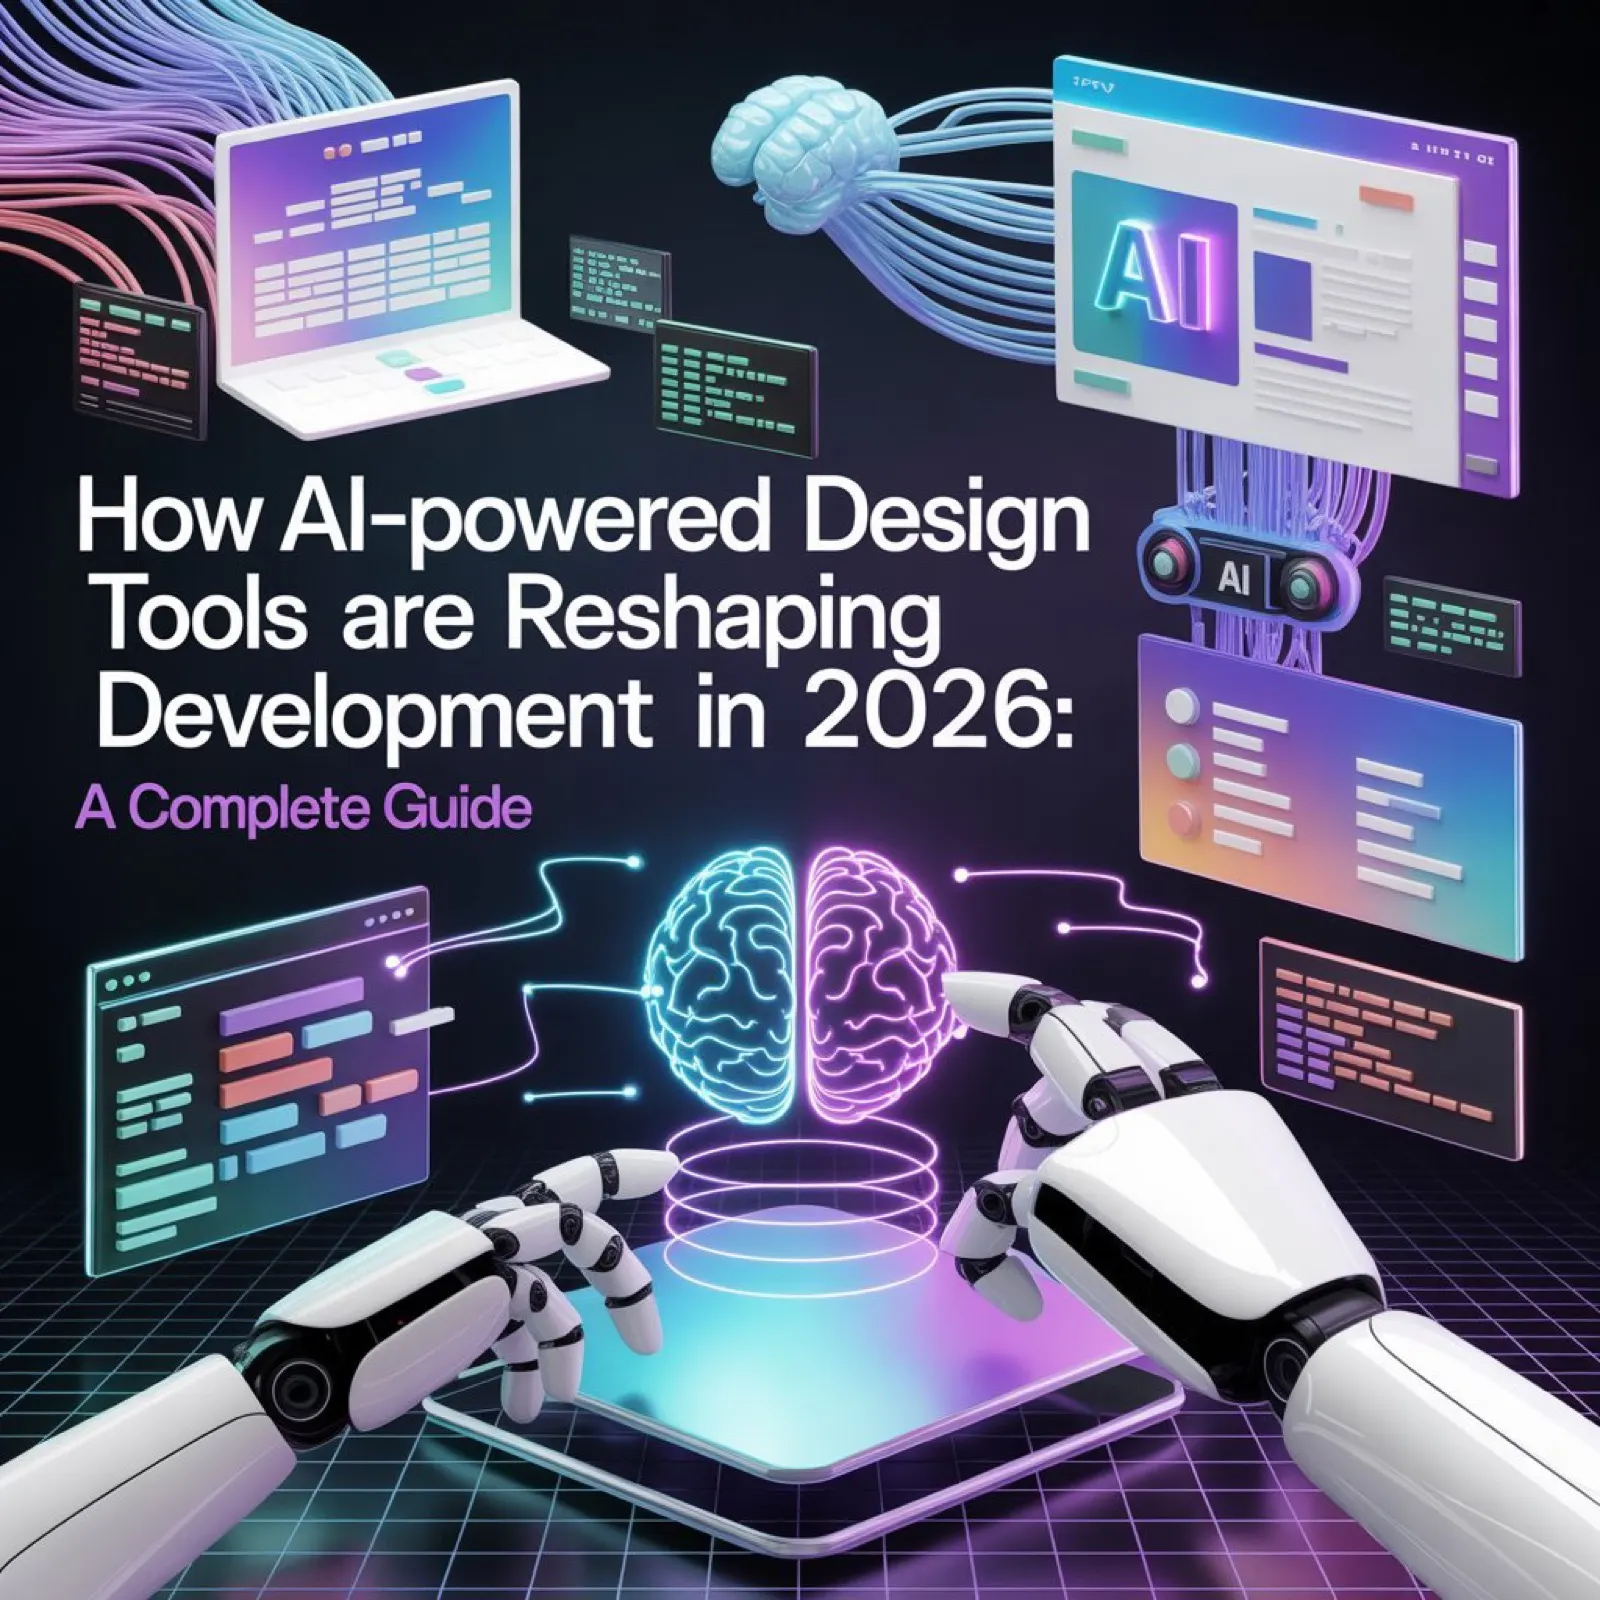 AI
How AI-powered Design
Tools are Reshaping
Development in 2026:
A Complete Guide
AI